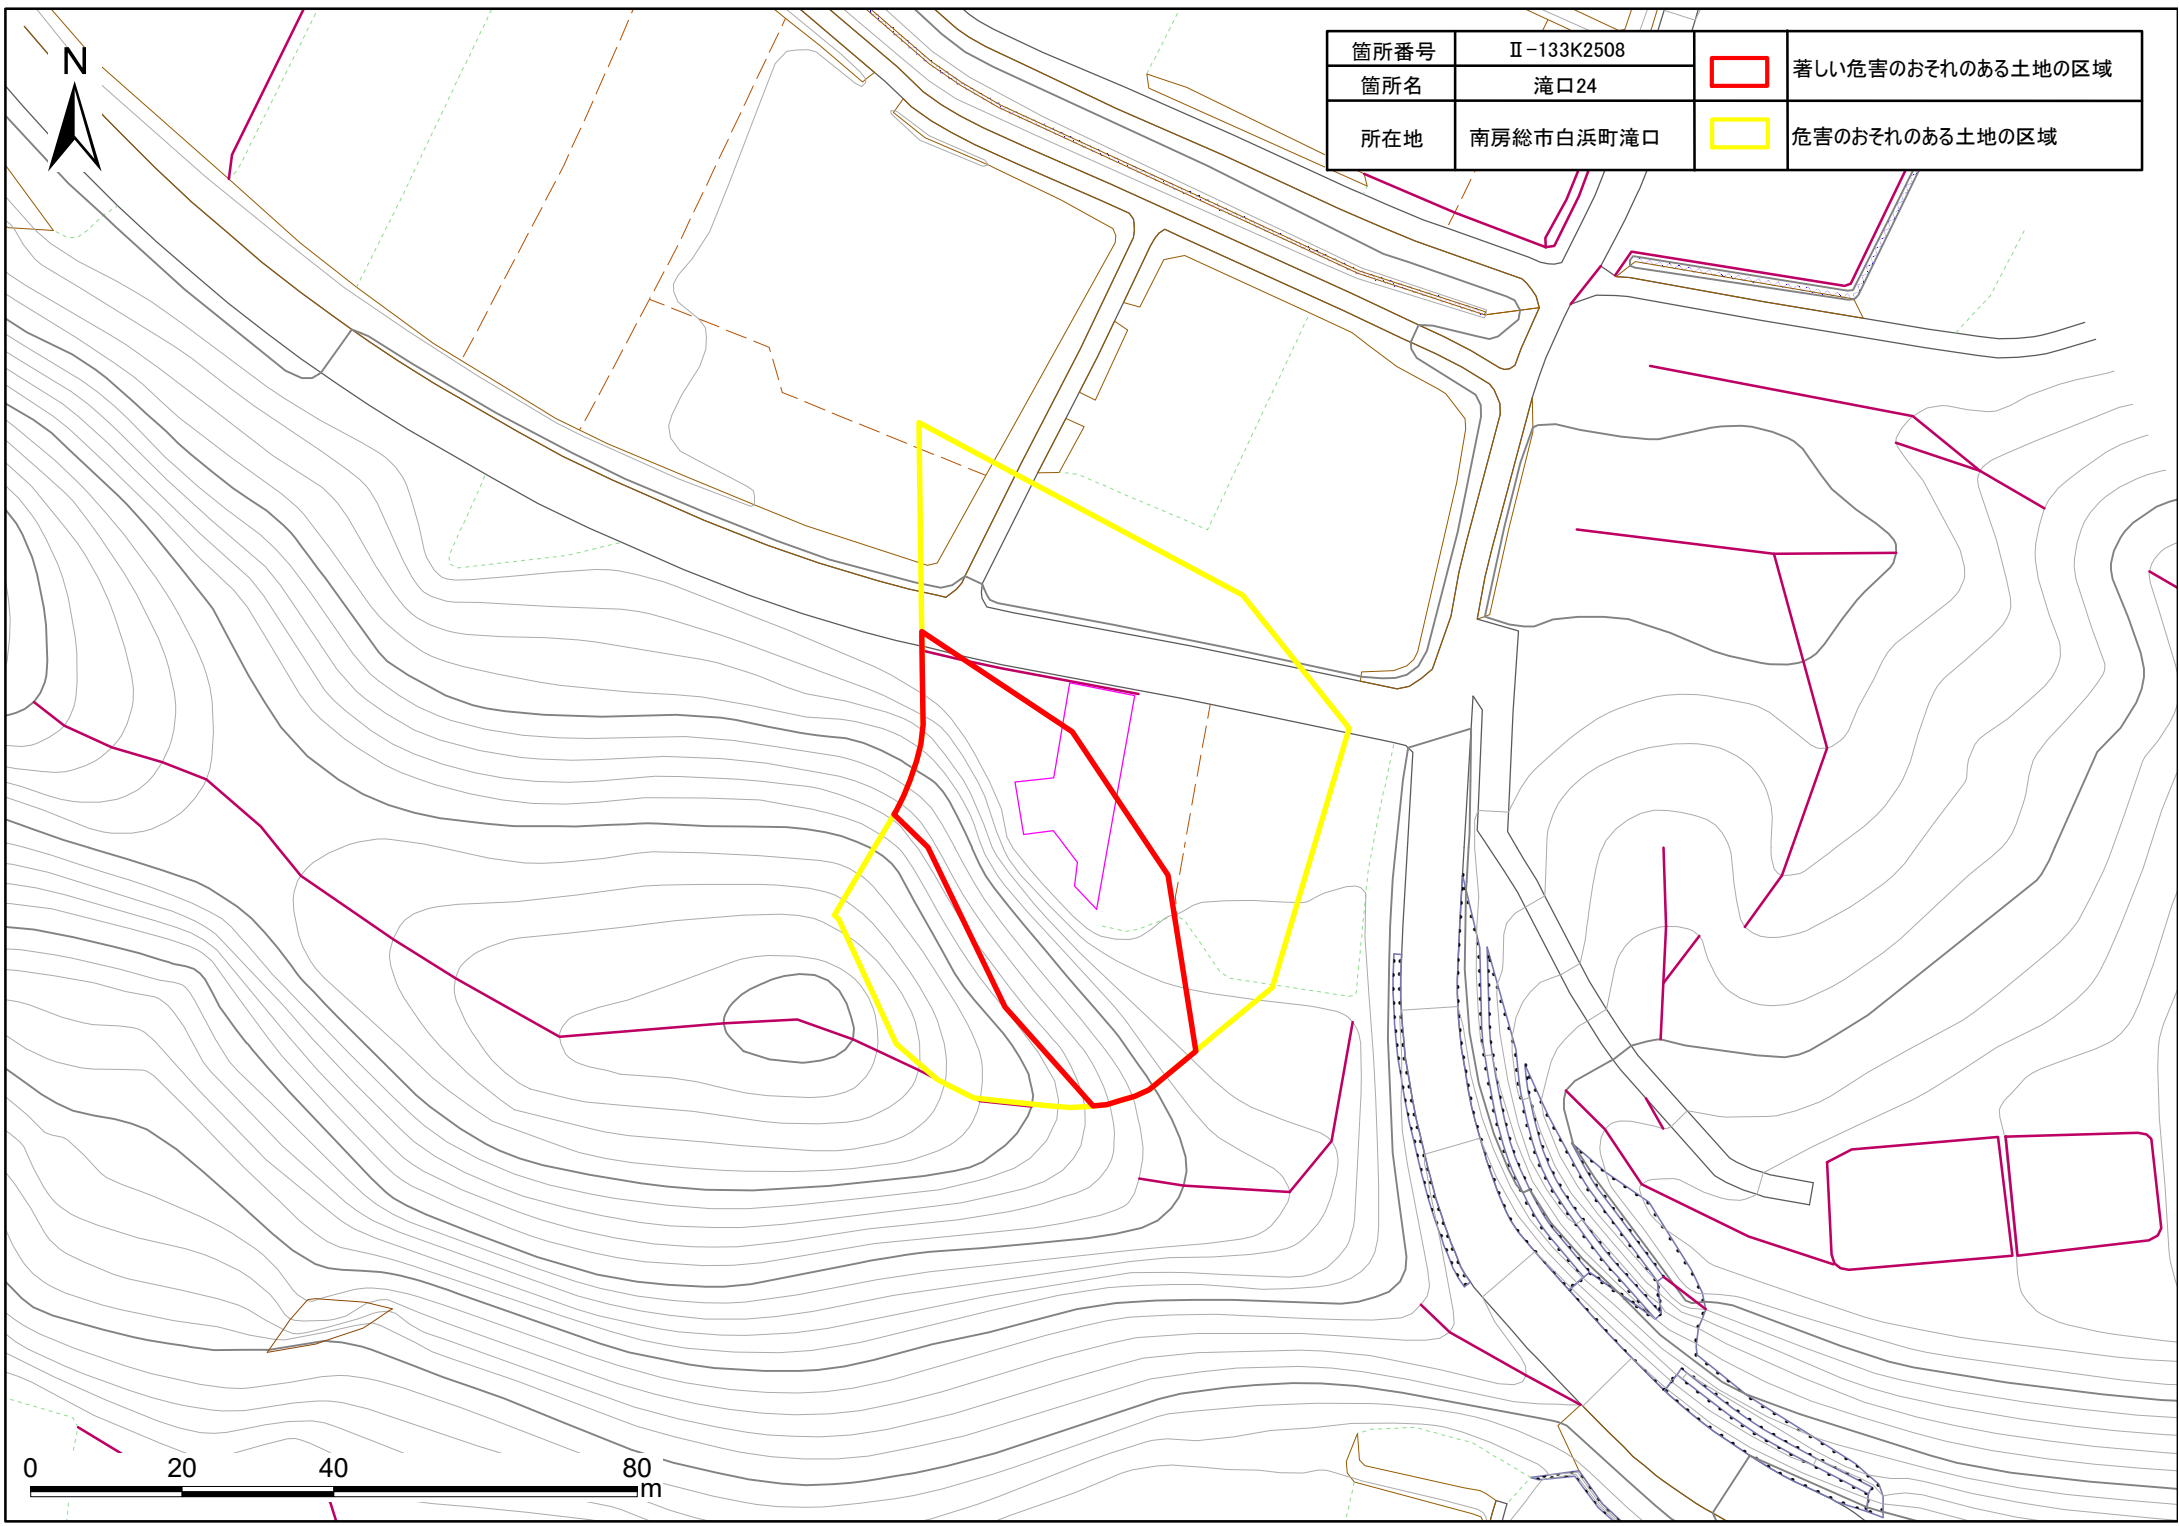 N
箇所番号 Ⅱ-133K2508 著しい危害のおそれのある土地の区域
箇所名 滝口24
所在地 南房総市白浜町滝口 危害のおそれのある土地の区域
0 20 40 80
m